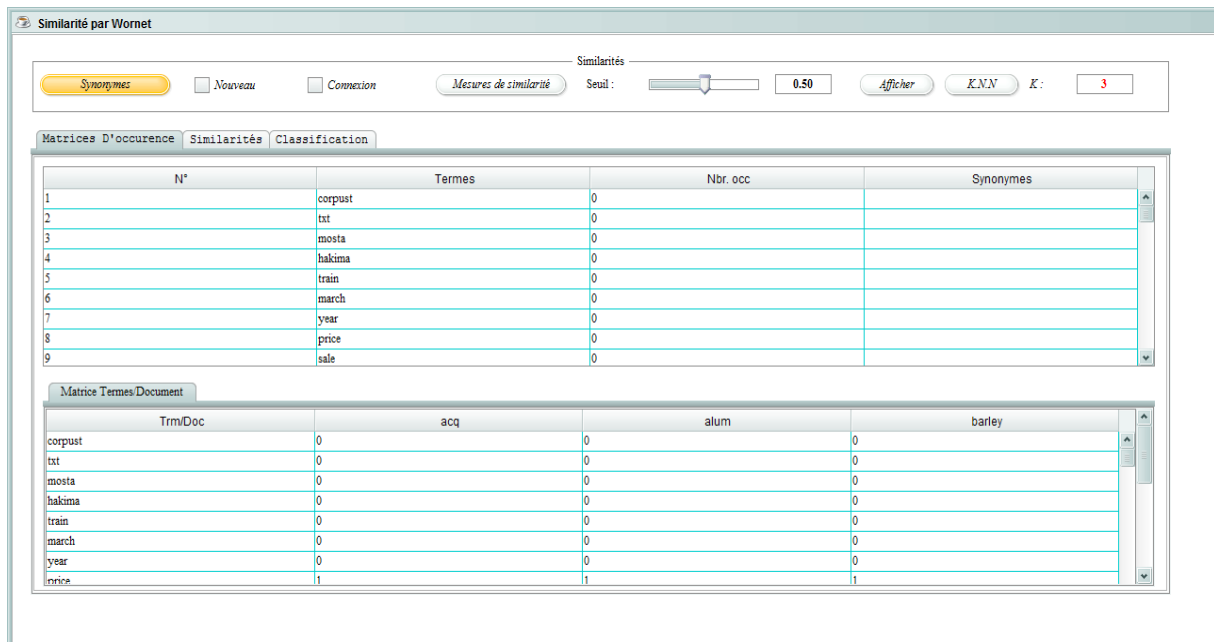 Similarité par Wornet
Similarités
Synonymes Nouveau Connexion Mesures de similarité Seuil : 0.50 Afficher K.N.N K : 3
Matrices D'occurence Similarités Classification
N° Termes Nbr. occ Synonymes
1 corpust 0
2 txt 0
3 mosta 0
4 hakima 0
5 train 0
6 march 0
7 year 0
8 price 0
9 sale 0
Matrice Termes/Document
Trm/Doc acq alum barley
corpust 0 0 0
txt 0 0 0
mosta 0 0 0
hakima 0 0 0
train 0 0 0
march 0 0 0
year 0 0 0
price 1 1 1